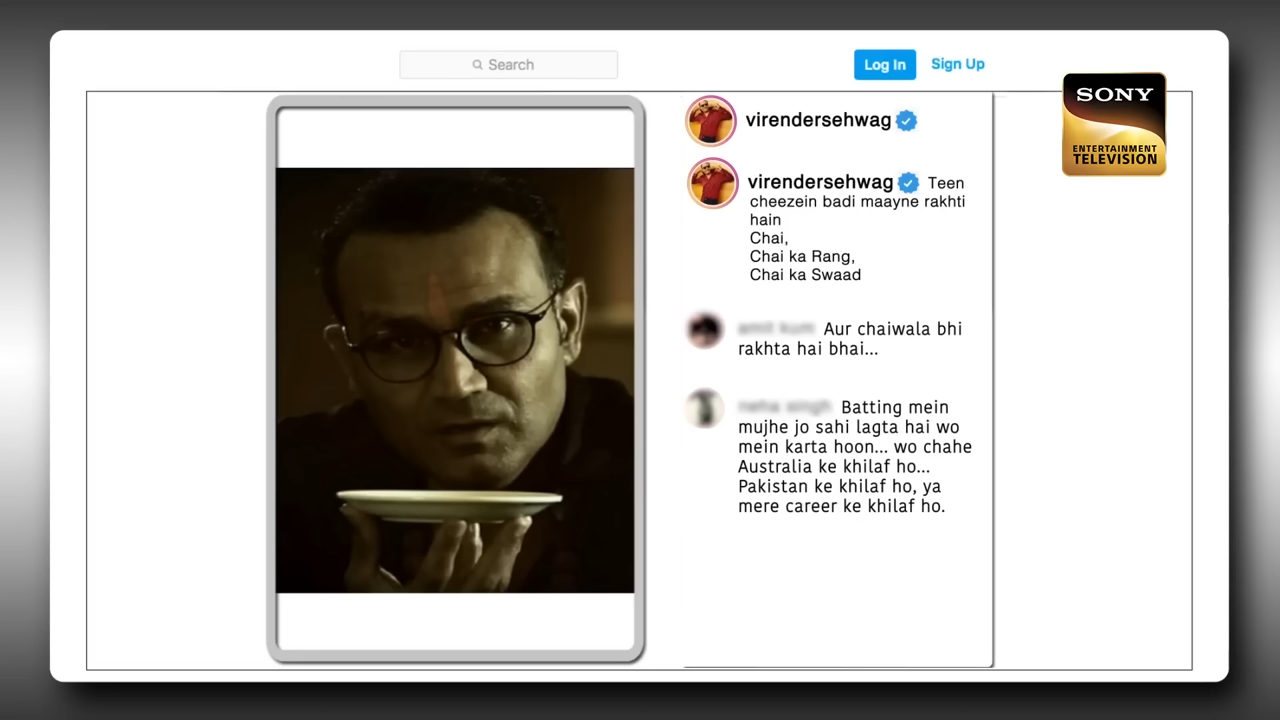 Search
Log In
Sign Up
SONY
ENTERTAINMENT
TELEVISION
virendersehwag
virendersehwag Teen
cheezein badi maayne rakhti
hain
Chai,
Chai ka Rang,
Chai ka Swaad
Aur chaiwala bhi
rakhta hai bhai...
Batting mein
mujhe jo sahi lagta hai wo
mein karta hoon... wo chahe
Australia ke khilaf ho...
Pakistan ke khilaf ho, ya
mere career ke khilaf ho.